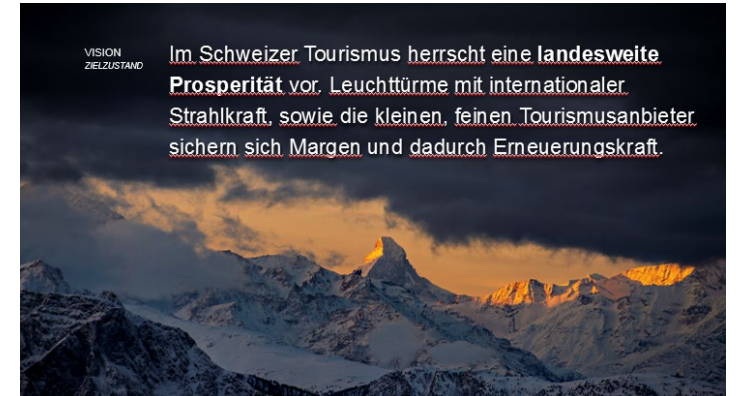 VISION
ZIELZUSTAND
Im Schweizer Tourismus herrscht eine landesweite
Prosperität vor. Leuchttürme mit internationaler
Strahlkraft, sowie die kleinen, feinen Tourismusanbieter
sichern sich Margen und dadurch Erneuerungskraft.